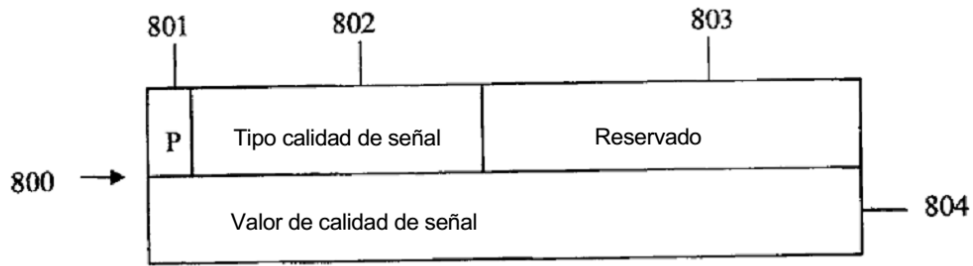 801 802 803
P Tipo calidad de señal Reservado
800
Valor de calidad de señal
804